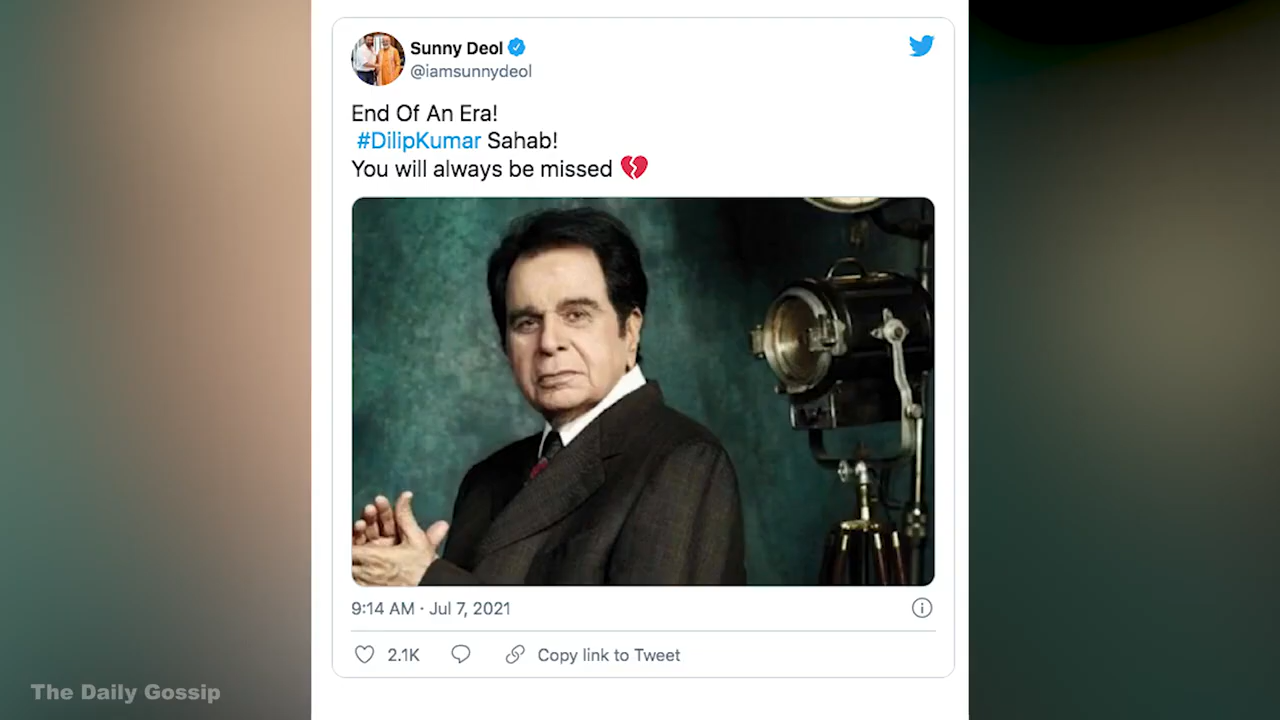 Sunny Deol
@iamsunnydeol
End Of An Era!
#DilipKumar Sahab!
You will always be missed 💔
9:14 AM · Jul 7, 2021
2.1K
Copy link to Tweet
The Daily Gossip